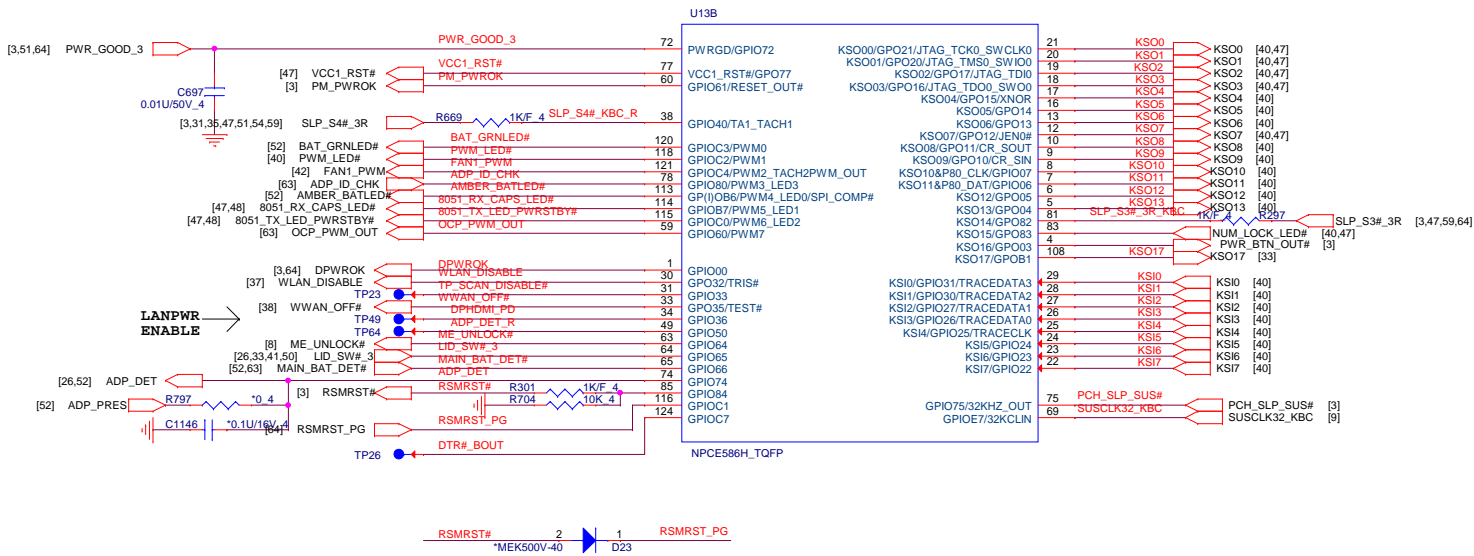 U13B
[3,51,64] PWR_GOOD_3 PWR_GOOD_3 72 PWRGD/GPIO72 KSO00/GPO21/JTAG_TCK0_SWCLK0 21 KSO0 KSO0 [40,47]
[47] VCC1_RST# VCC1_RST# 77 VCC1_RST#/GPO77 KSO01/GPO20/JTAG_TMS0_SWIO0 20 KSO1 KSO1 [40,47]
[3] PM_PWROK PM_PWROK 60 GPIO61/RESET_OUT# KSO02/GPO17/JTAG_TDI0 19 KSO2 KSO2 [40,47]
KSO03/GPO16/JTAG_TDO0_SWO0 18 KSO3 KSO3 [40,47]
C697
0.01U/50V_4
KSO04/GPO15/XNOR 17 KSO4 KSO4 [40]
KSO05/GPO14 16 KSO5 KSO5 [40]
[3,31,35,47,51,54,59] SLP_S4#_3R R669 1K/F_4 SLP_S4#_KBC_R 38 GPIO40/TA1_TACH1 KSO06/GPO13 13 KSO6 KSO6 [40]
KSO07/GPO12/JEN0# 12 KSO7 KSO7 [40,47]
[52] BAT_GRNLED# BAT_GRNLED# 120 GPIOC3/PWM0 KSO08/GPO11/CR_SOUT 10 KSO8 KSO8 [40]
[40] PWM_LED# PWM_LED# 118 GPIOC2/PWM1 KSO09/GPO10/CR_SIN 9 KSO9 KSO9 [40]
[42] FAN1_PWM FAN1_PWM 121 GPIOC4/PWM2_TACH2PWM_OUT KSO10&P80_CLK/GPIO07 8 KSO10 KSO10 [40]
[63] ADP_ID_CHK ADP_ID_CHK 78 GPIO80/PWM3_LED3 KSO11&P80_DAT/GPIO06 7 KSO11 KSO11 [40]
[52] AMBER_BATLED# AMBER_BATLED# 113 GP(I)OB6/PWM4_LED0/SPI_COMP# KSO12/GPO05 6 KSO12 KSO12 [40]
[47,48] 8051_RX_CAPS_LED# 8051_RX_CAPS_LED# 114 GPIOB7/PWM5_LED1 KSO13/GPO04 5 KSO13 KSO13 [40]
[47,48] 8051_TX_LED_PWRSTBY# 8051_TX_LED_PWRSTBY# 115 GPIOC0/PWM6_LED2 KSO14/GPO82 81 SLP_S3#_3R_KBC 1K/F_4 R297 SLP_S3#_3R [3,47,59,64]
[63] OCP_PWM_OUT OCP_PWM_OUT 59 GPIO60/PWM7 KSO15/GPO83 83 NUM_LOCK_LED# [40,47]
KSO16/GPO03 4 PWR_BTN_OUT# [3]
KSO17/GPOB1 108 KSO17 KSO17 [33]
[3,64] DPWROK DPWROK 1 GPIO00
[37] WLAN_DISABLE WLAN_DISABLE 30 GPO32/TRIS# KSI0/GPIO31/TRACEDATA3 29 KSI0 KSI0 [40]
TP23 TP_SCAN_DISABLE# 31 GPIO33 KSI1/GPIO30/TRACEDATA2 28 KSI1 KSI1 [40]
[38] WWAN_OFF# WWAN_OFF# 33 GPO35/TEST# KSI2/GPIO27/TRACEDATA1 27 KSI2 KSI2 [40]
LANPWR
ENABLE
TP49 DPHDMI_PD 34 GPIO36 KSI3/GPIO26/TRACEDATA0 26 KSI3 KSI3 [40]
TP64 ADP_DET_R 49 GPIO50 KSI4/GPIO25/TRACECLK 25 KSI4 KSI4 [40]
[8] ME_UNLOCK# ME_UNLOCK# 63 GPIO64 KSI5/GPIO24 24 KSI5 KSI5 [40]
[26,33,41,50] LID_SW#_3 LID_SW#_3 64 GPIO65 KSI6/GPIO23 23 KSI6 KSI6 [40]
[52,63] MAIN_BAT_DET# MAIN_BAT_DET# 65 GPIO66 KSI7/GPIO22 22 KSI7 KSI7 [40]
[26,52] ADP_DET ADP_DET 74 GPIO74
[3] RSMRST# RSMRST# R301 1K/F_4 85 GPIO84
[52] ADP_PRES R797 *0_4 R704 10K_4 116 GPIOC1 GPIO75/32KHZ_OUT 75 PCH_SLP_SUS# PCH_SLP_SUS# [3]
124 GPIOC7 GPIOE7/32KCLIN 69 SUSCLK32_KBC SUSCLK32_KBC [9]
C1146 *0.1U/16V_4 [64] RSMRST_PG RSMRST_PG
TP26 DTR#_BOUT
NPCE586H_TQFP
RSMRST# 2 1 RSMRST_PG
*MEK500V-40 D23